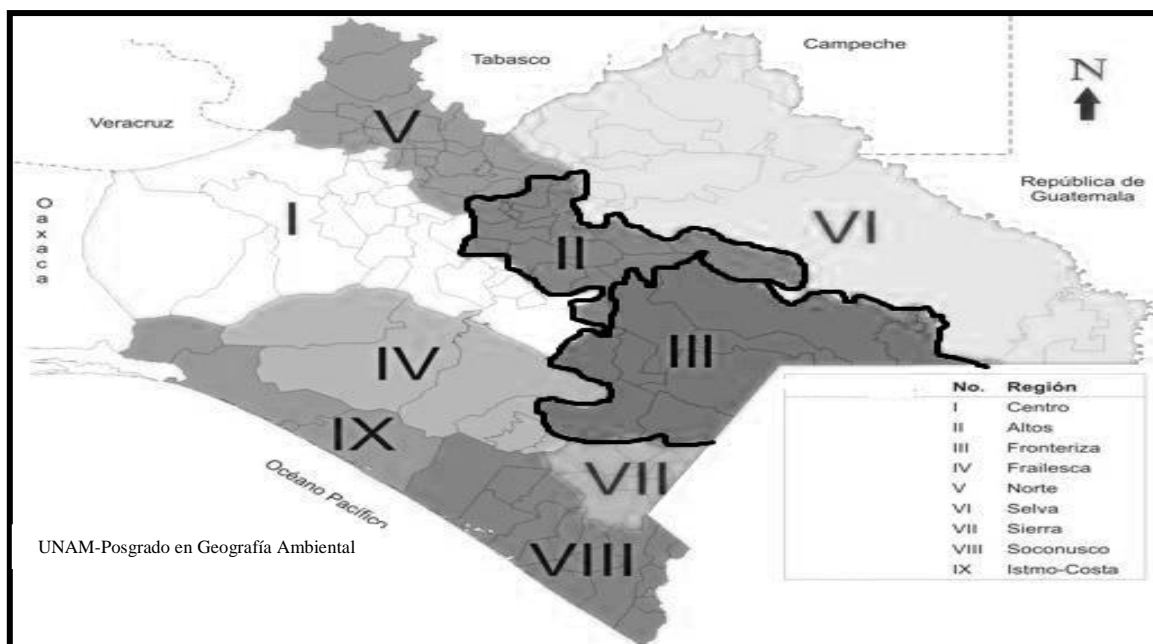 Campeche
Tabasco
N
Veracruz
V
República de
Guatemala
Oaxaca
I
VI
II
III
IV
IX
VII
VIII
Océano Pacífico
UNAM-Posgrado en Geografía Ambiental
No. Región
I Centro
II Altos
III Fronteriza
IV Frailesca
V Norte
VI Selva
VII Sierra
VIII Soconusco
IX Istmo-Costa